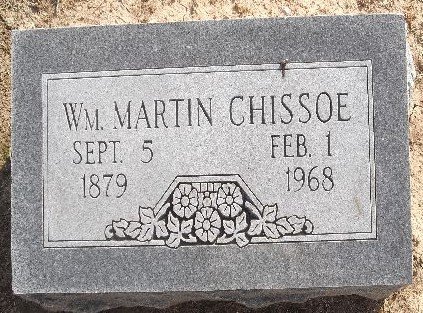 WM. MARTIN CHISSOE
SEPT. 5 FEB. 1
1879 1968